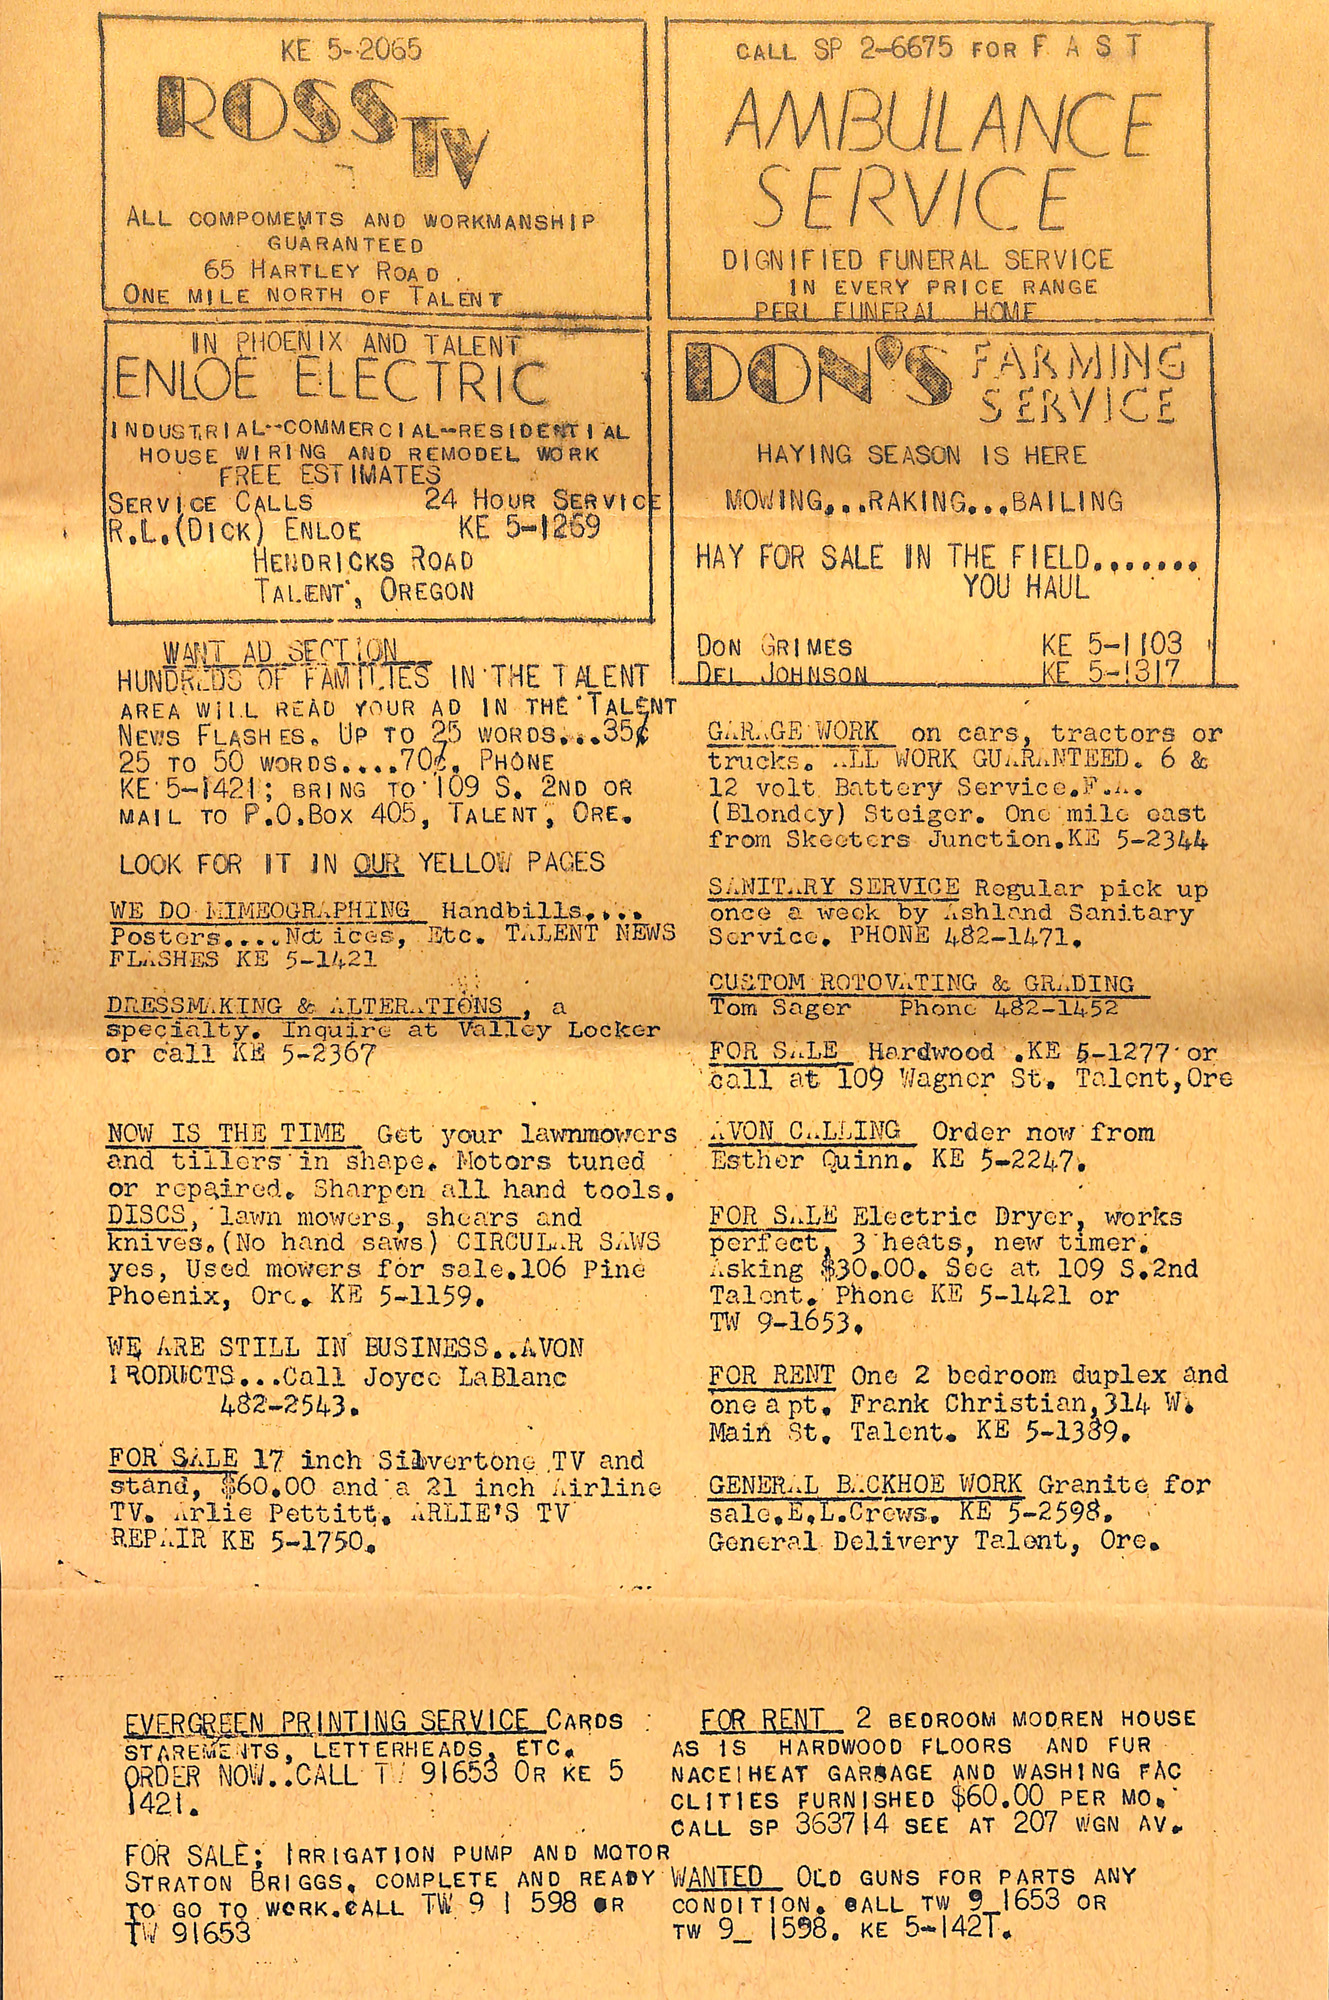 KE 5-2065
ROSS TV
ALL COMPOMEMTS AND WORKMANSHIP
GUARANTEED
65 HARTLEY ROAD.
ONE MILE NORTH OF TALENT
CALL SP 2-6675 FOR F A S T
AMBULANCE
SERVICE
DIGNIFIED FUNERAL SERVICE
IN EVERY PRICE RANGE
PERL FUNERAL HOME
IN PHOENIX AND TALENT
ENLOE ELECTRIC
INDUSTRIAL--COMMERCIAL--RESIDENTIAL
HOUSE WIRING AND REMODEL WORK
FREE ESTIMATES
SERVICE CALLS 24 HOUR SERVICE
R.L.(DICK) ENLOE KE 5-1269
HENDRICKS ROAD
TALENT, OREGON
DON'S FARMING
SERVICE
HAYING SEASON IS HERE
MOWING...RAKING...BAILING
HAY FOR SALE IN THE FIELD.......
YOU HAUL
DON GRIMES KE 5-1103
DEL JOHNSON KE 5-1317
WANT AD SECTION
HUNDREDS OF FAMILIES IN THE TALENT
AREA WILL READ YOUR AD IN THE TALENT
NEWS FLASHES. UP TO 25 WORDS...35¢
25 TO 50 WORDS....70¢. PHONE
KE 5-1421; BRING TO 109 S. 2ND OR
MAIL TO P.O.BOX 405, TALENT, ORE.
LOOK FOR IT IN OUR YELLOW PAGES
WE DO MIMEOGRAPHING Handbills....
Posters....Notices, Etc. TALENT NEWS
FLASHES KE 5-1421
DRESSMAKING & ALTERATIONS, a
specialty. Inquire at Valley Locker
or call KE 5-2367
NOW IS THE TIME Get your lawnmowers
and tillers in shape. Motors tuned
or repaired. Sharpen all hand tools.
DISCS, lawn mowers, shears and
knives.(No hand saws) CIRCULAR SAWS
yes, Used mowers for sale.106 Pine
Phoenix, Ore. KE 5-1159.
WE ARE STILL IN BUSINESS..AVON
PRODUCTS...Call Joyce LaBlanc
482-2543.
FOR SALE 17 inch Silvertone TV and
stand, $60.00 and a 21 inch Airline
TV. Arlie Pettitt. ARLIE'S TV
REPAIR KE 5-1750.
GARAGE WORK on cars, tractors or
trucks. ALL WORK GUARANTEED. 6 &
12 volt Battery Service.F.A.
(Blondey) Steiger. One mile east
from Skeeters Junction.KE 5-2344
SANITARY SERVICE Regular pick up
once a week by Ashland Sanitary
Service. PHONE 482-1471.
CUSTOM ROTOVATING & GRADING
Tom Sager Phone 482-1452
FOR SALE Hardwood .KE 5-1277 or
call at 109 Wagner St. Talent,Ore
AVON CALLING Order now from
Esther Quinn. KE 5-2247.
FOR SALE Electric Dryer, works
perfect, 3 heats, new timer.
Asking $30.00. See at 109 S.2nd
Talent. Phone KE 5-1421 or
TW 9-1653.
FOR RENT One 2 bedroom duplex and
one apt. Frank Christian,314 W.
Main St. Talent. KE 5-1389.
GENERAL BACKHOE WORK Granite for
sale.E.L.Crews. KE 5-2598.
General Delivery Talent, Ore.
EVERGREEN PRINTING SERVICE CARDS
STAREMENTS, LETTERHEADS, ETC.
ORDER NOW..CALL TW 91653 OR KE 5
1421.
FOR SALE; IRRIGATION PUMP AND MOTOR
STRATON BRIGGS. COMPLETE AND READY
TO GO TO WORK.CALL TW 9 1 598 OR
TW 91653
FOR RENT 2 BEDROOM MODREN HOUSE
AS IS HARDWOOD FLOORS AND FUR
NACE!HEAT GARBAGE AND WASHING FAC
CLITIES FURNISHED $60.00 PER MO.
CALL SP 363714 SEE AT 207 WGN AV.
WANTED OLD GUNS FOR PARTS ANY
CONDITION. CALL TW 9_1653 OR
TW 9_ 1598. KE 5-1421.